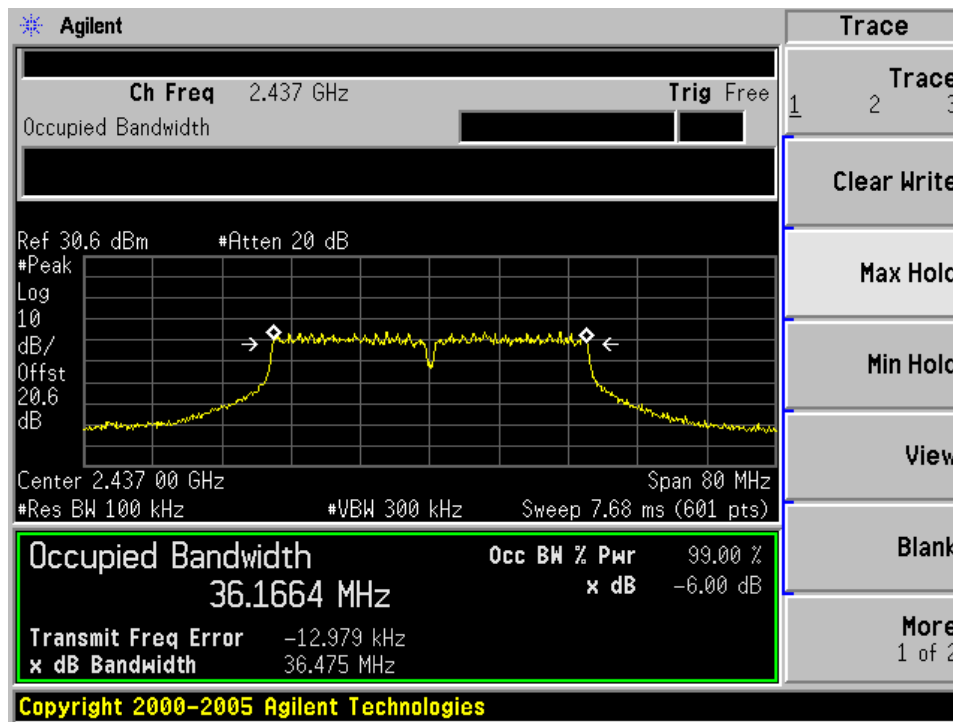 Agilent
Trace
Ch Freq 2.437 GHz Trig Free
Occupied Bandwidth
Ref 30.6 dBm #Atten 20 dB
#Peak
Log
10
dB/
Offst
20.6
dB
Center 2.437 00 GHz Span 80 MHz
#Res BW 100 kHz #VBW 300 kHz Sweep 7.68 ms (601 pts)
Occupied Bandwidth
36.1664 MHz
Occ BW % Pwr 99.00 %
x dB -6.00 dB
Transmit Freq Error -12.979 kHz
x dB Bandwidth 36.475 MHz
Copyright 2000-2005 Agilent Technologies
Trace
1 2 3
Clear Write
Max Hold
Min Hold
View
Blank
More
1 of 2